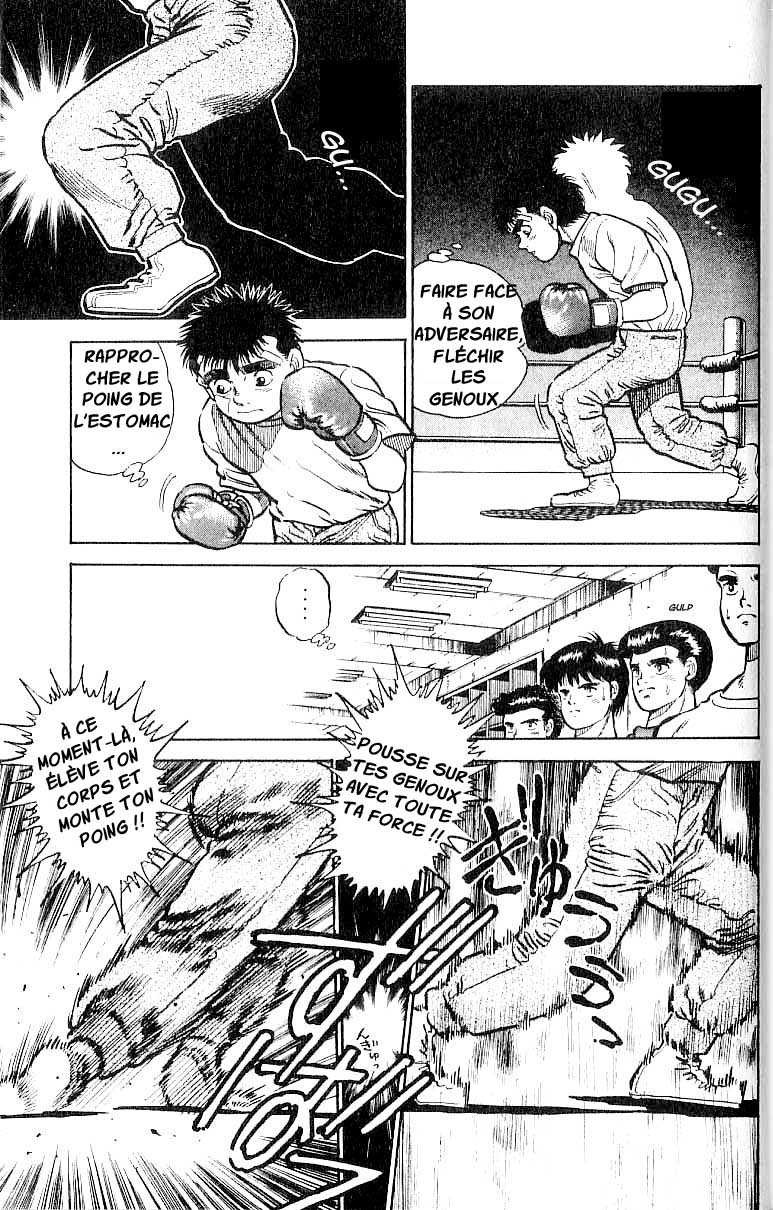 GUGU...
FAIRE FACE
À SON
ADVERSAIRE,
FLÉCHIR
LES
GENOUX.
GU...
RAPPRO-
CHER LE
POING DE
L'ESTOMAC
...
GULP
...
POUSSE SUR
TES GENOUX
AVEC TOUTE
TA FORCE !!
À CE
MOMENT-LÀ,
ÉLÈVE TON
CORPS ET
MONTE TON
POING !!